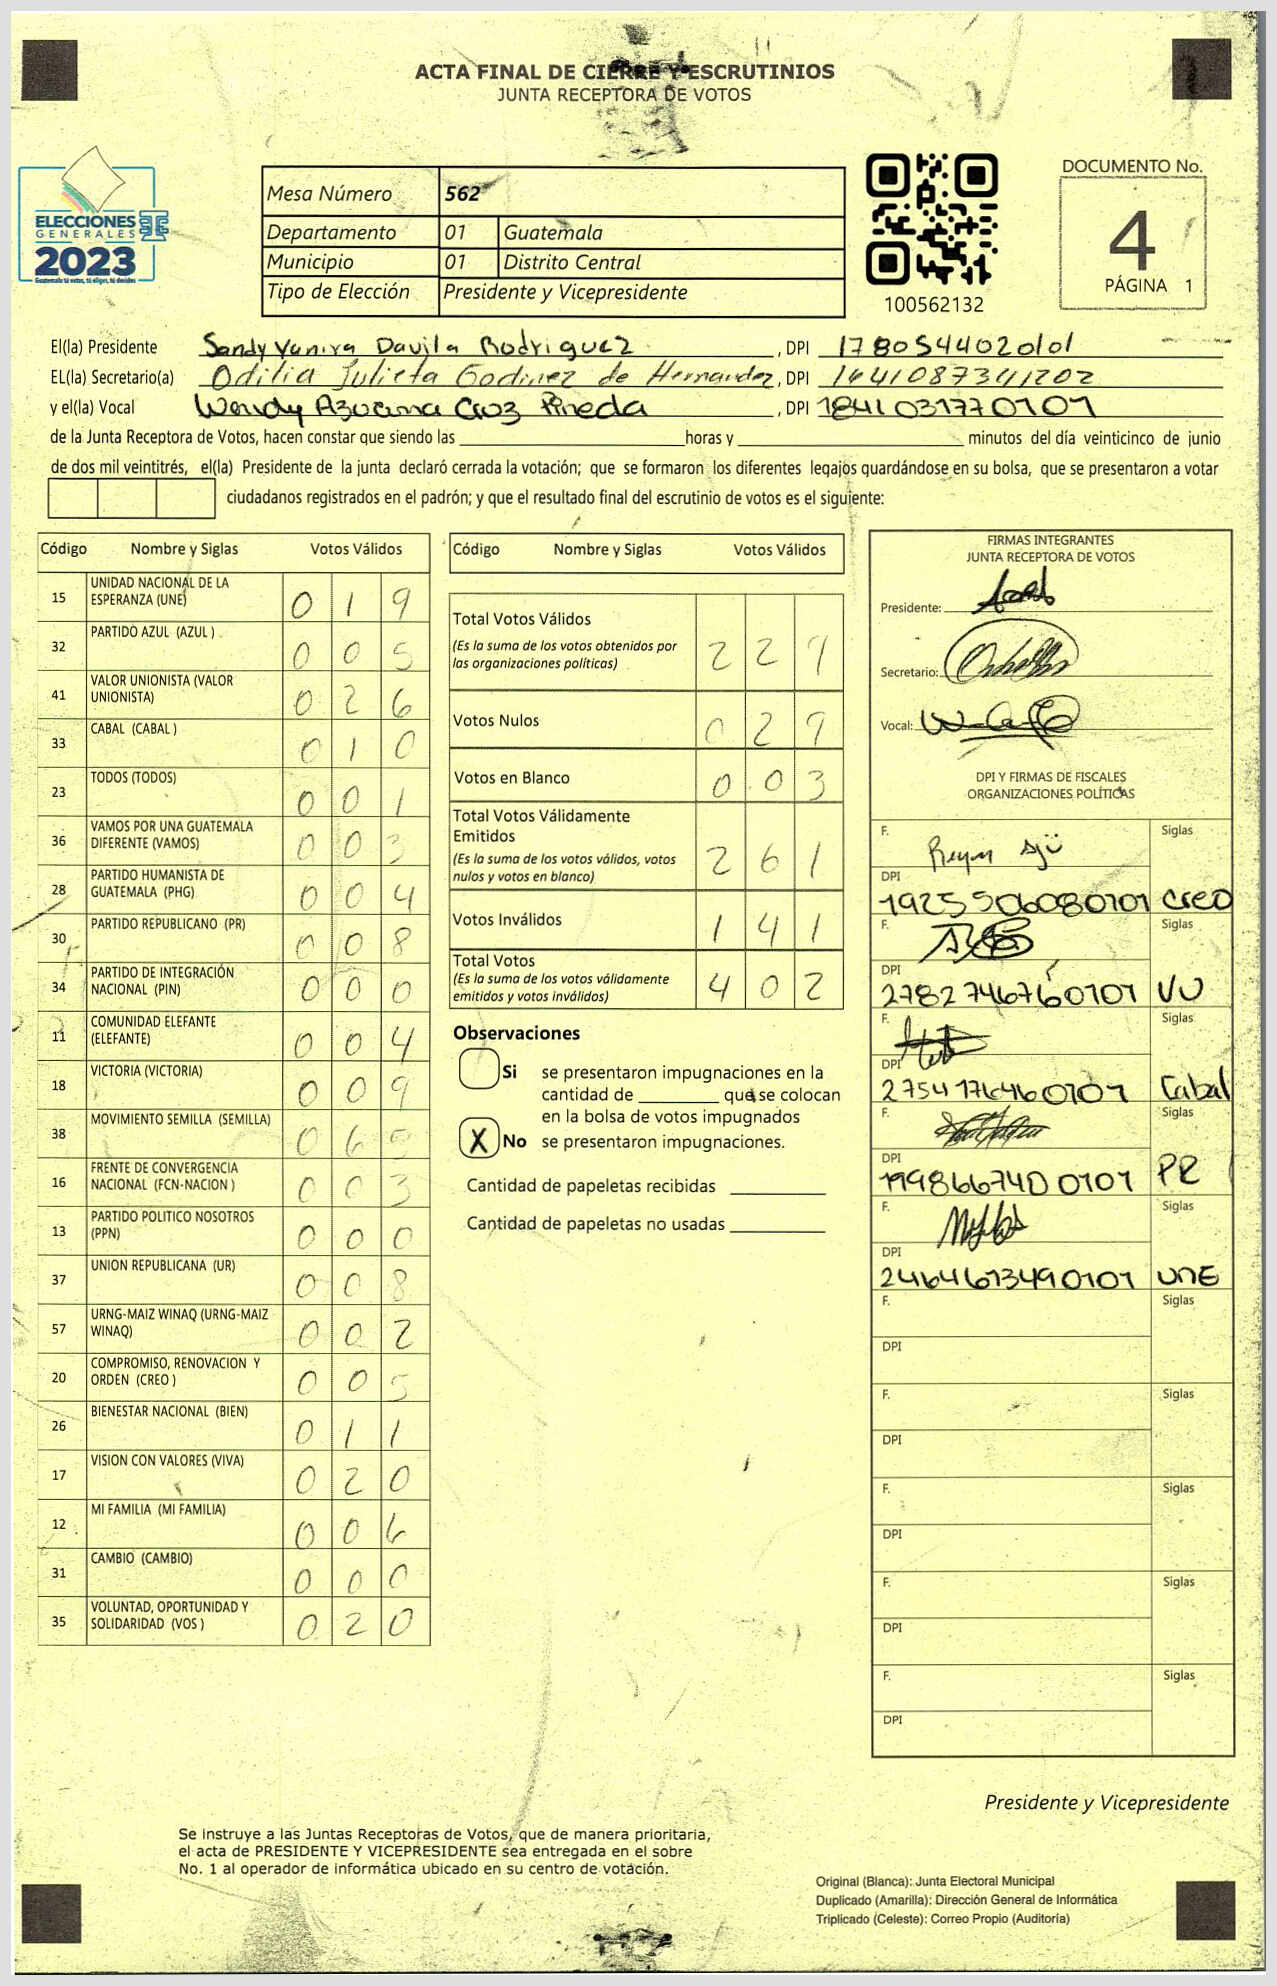 ACTA FINAL DE CIERRE Y ESCRUTINIOS
JUNTA RECEPTORA DE VOTOS
ELECCIONES
GENERALES
2023
Guatemala tú votas, tú eliges, tú decides
Mesa Número 562
Departamento 01 Guatemala
Municipio 01 Distrito Central
Tipo de Elección Presidente y Vicepresidente
100562132
DOCUMENTO No.
4
PÁGINA 1
El(la) Presidente Sandy Davila Rodriguez, DPI 1780544020101
EL(la) Secretario(a) Odilia Julieta Godinez de Hernandez, DPI 1641087341202
y el(la) Vocal Wendy Azucena Cruz Pineda, DPI 1841031770101
de la Junta Receptora de Votos, hacen constar que siendo las ____ horas y ____ minutos del día veinticinco de junio
de dos mil veintitrés, el(la) Presidente de la junta declaró cerrada la votación; que se formaron los diferentes legajos guardándose en su bolsa, que se presentaron a votar
ciudadanos registrados en el padrón; y que el resultado final del escrutinio de votos es el siguiente:
Código Nombre y Siglas Votos Válidos
15 UNIDAD NACIONAL DE LA ESPERANZA (UNE) 0 1 9
32 PARTIDO AZUL (AZUL ) 0 0 5
41 VALOR UNIONISTA (VALOR UNIONISTA) 0 2 6
33 CABAL (CABAL ) 0 1 0
23 TODOS (TODOS) 0 0 1
36 VAMOS POR UNA GUATEMALA DIFERENTE (VAMOS) 0 0 3
28 PARTIDO HUMANISTA DE GUATEMALA (PHG) 0 0 4
30 PARTIDO REPUBLICANO (PR) 0 0 8
34 PARTIDO DE INTEGRACIÓN NACIONAL (PIN) 0 0 0
11 COMUNIDAD ELEFANTE (ELEFANTE) 0 0 4
18 VICTORIA (VICTORIA) 0 0 9
38 MOVIMIENTO SEMILLA (SEMILLA) 0 6
16 FRENTE DE CONVERGENCIA NACIONAL (FCN-NACION ) 0 0 3
13 PARTIDO POLITICO NOSOTROS (PPN) 0 0 0
37 UNION REPUBLICANA (UR) 0 0 8
57 URNG-MAIZ WINAQ (URNG-MAIZ WINAQ) 0 0 2
20 COMPROMISO, RENOVACION Y ORDEN (CREO ) 0 0 5
26 BIENESTAR NACIONAL (BIEN) 0 1 1
17 VISION CON VALORES (VIVA) 0 2 0
12 MI FAMILIA (MI FAMILIA) 0 0 6
31 CAMBIO (CAMBIO) 0 0 0
35 VOLUNTAD, OPORTUNIDAD Y SOLIDARIDAD (VOS ) 0 2 0
Código Nombre y Siglas Votos Válidos
Total Votos Válidos
(Es la suma de los votos obtenidos por
las organizaciones políticas) 2 2 9
Votos Nulos 0 2 9
Votos en Blanco 0 0 3
Total Votos Válidamente
Emitidos
(Es la suma de los votos válidos, votos
nulos y votos en blanco) 2 6 1
Votos Inválidos 1 4 1
Total Votos
(Es la suma de los votos válidamente
emitidos y votos inválidos) 4 0 2
Observaciones
Si se presentaron impugnaciones en la
cantidad de ____ que se colocan
en la bolsa de votos impugnados
X No se presentaron impugnaciones.
Cantidad de papeletas recibidas
Cantidad de papeletas no usadas
FIRMAS INTEGRANTES
JUNTA RECEPTORA DE VOTOS
Presidente:
Secretario:
Vocal:
DPI Y FIRMAS DE FISCALES
ORGANIZACIONES POLÍTICAS
F. Siglas
DPI
1925506080101 CREO
F. Siglas
DPI
2782746760101 VU
F. Siglas
DPI
2754176460101 Cabal
F. Siglas
DPI
1998667400101 PR
F. Siglas
DPI
2464613490101 UNE
F. Siglas
DPI
F. Siglas
DPI
F. Siglas
DPI
F. Siglas
DPI
F. Siglas
DPI
Presidente y Vicepresidente
Se instruye a las Juntas Receptoras de Votos, que de manera prioritaria,
el acta de PRESIDENTE Y VICEPRESIDENTE sea entregada en el sobre
No. 1 al operador de informática ubicado en su centro de votación.
Original (Blanca): Junta Electoral Municipal
Duplicado (Amarilla): Dirección General de Informática
Triplicado (Celeste): Correo Propio (Auditoría)